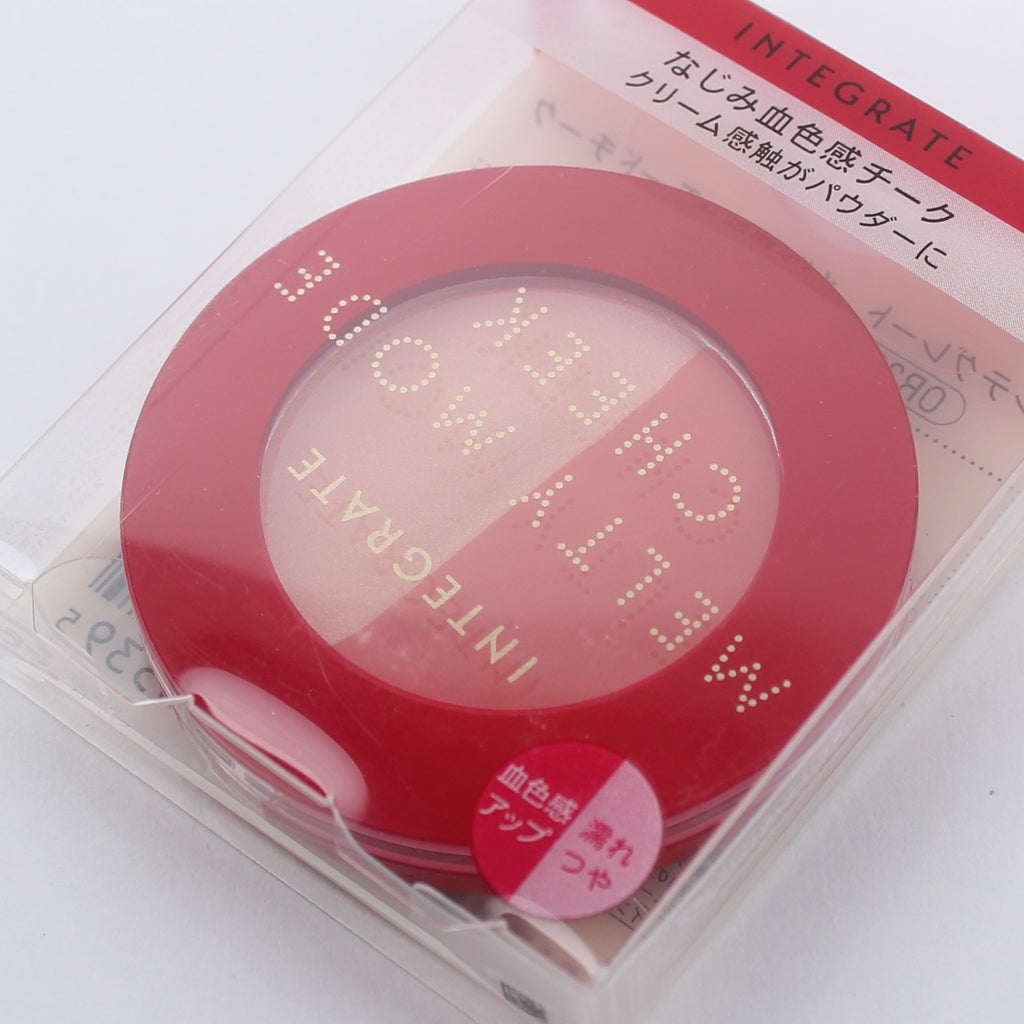 INTEGRATE
なじみ血色感チーク
クリーム感触がパウダーに
MELTY
MODE
CHEEK
INTEGRATE
血色感
アップ
濡れ
つや